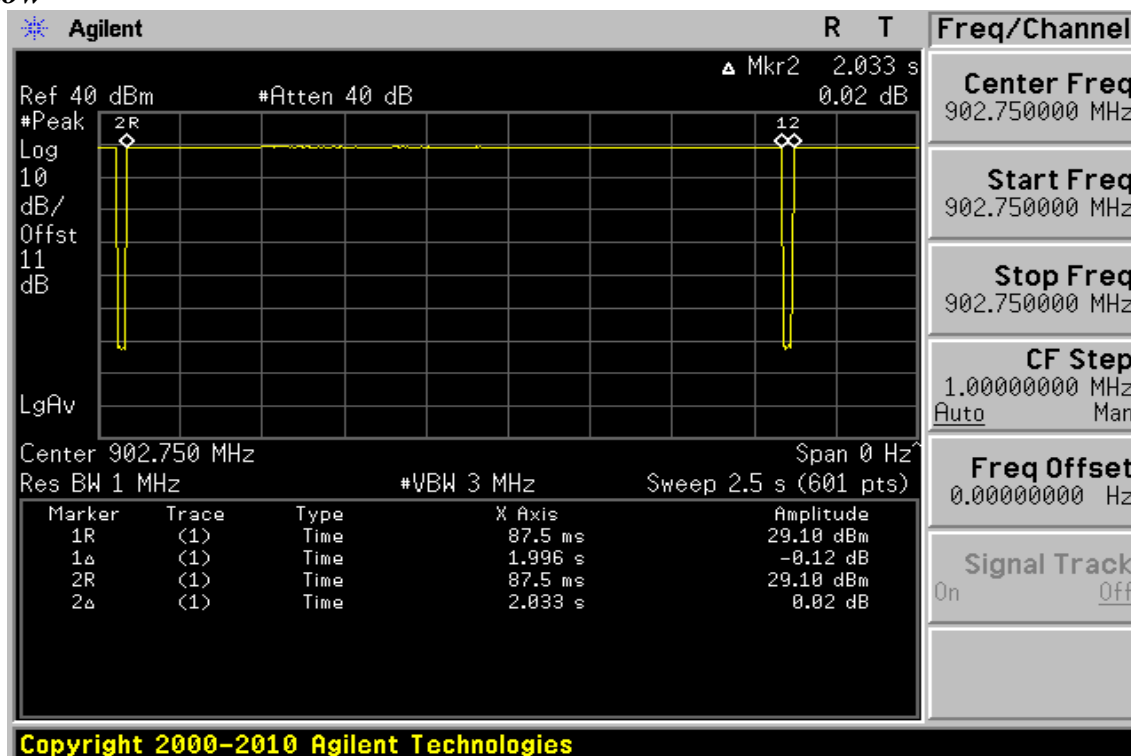 Agilent R T
Δ Mkr2 2.033 s
Ref 40 dBm #Atten 40 dB 0.02 dB
#Peak
Log
10
dB/
Offst
11
dB
LgAv
2R
12
Center 902.750 MHz Span 0 Hz^
Res BW 1 MHz #VBW 3 MHz Sweep 2.5 s (601 pts)
Marker Trace Type X Axis Amplitude
1R (1) Time 87.5 ms 29.10 dBm
1Δ (1) Time 1.996 s -0.12 dB
2R (1) Time 87.5 ms 29.10 dBm
2Δ (1) Time 2.033 s 0.02 dB
Copyright 2000-2010 Agilent Technologies
Freq/Channel
Center Freq
902.750000 MHz
Start Freq
902.750000 MHz
Stop Freq
902.750000 MHz
CF Step
1.00000000 MHz
Auto Man
Freq Offset
0.00000000 Hz
Signal Track
On Off